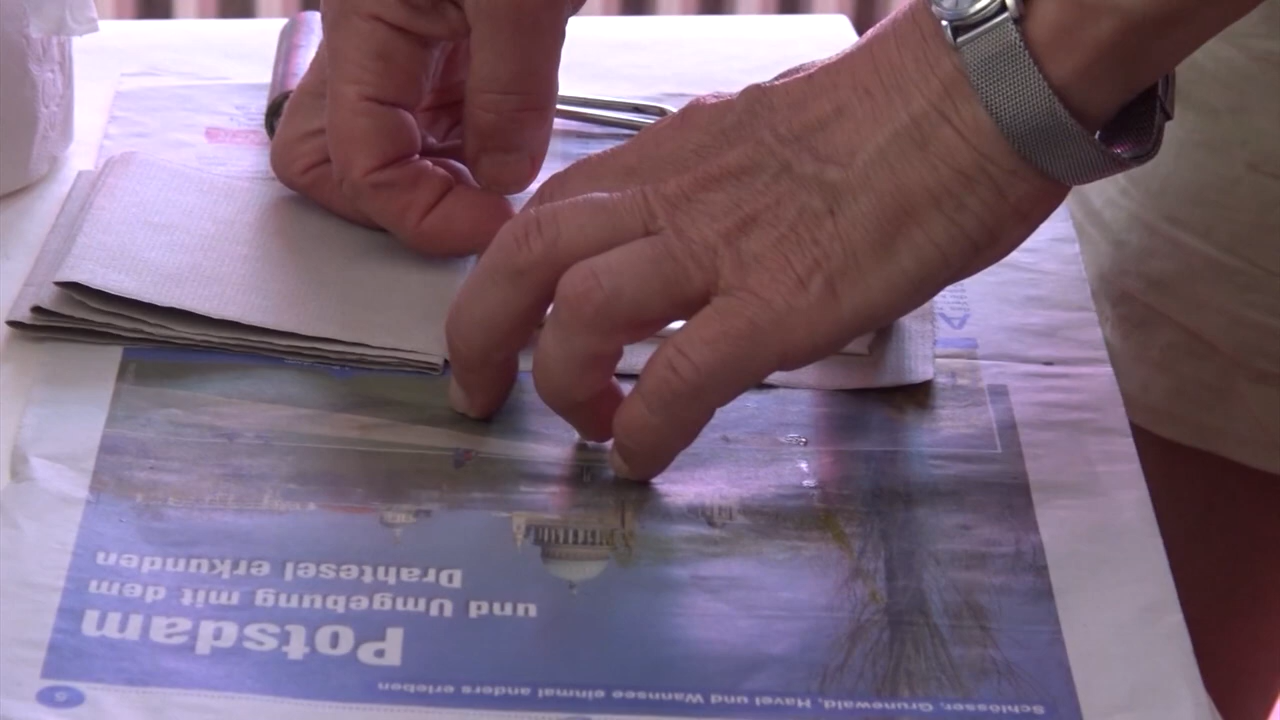 Schlösser, Grunewald, Havel und Wannsee einmal anders erleben
Potsdam
und Umgebung mit dem
Drahtesel erkunden